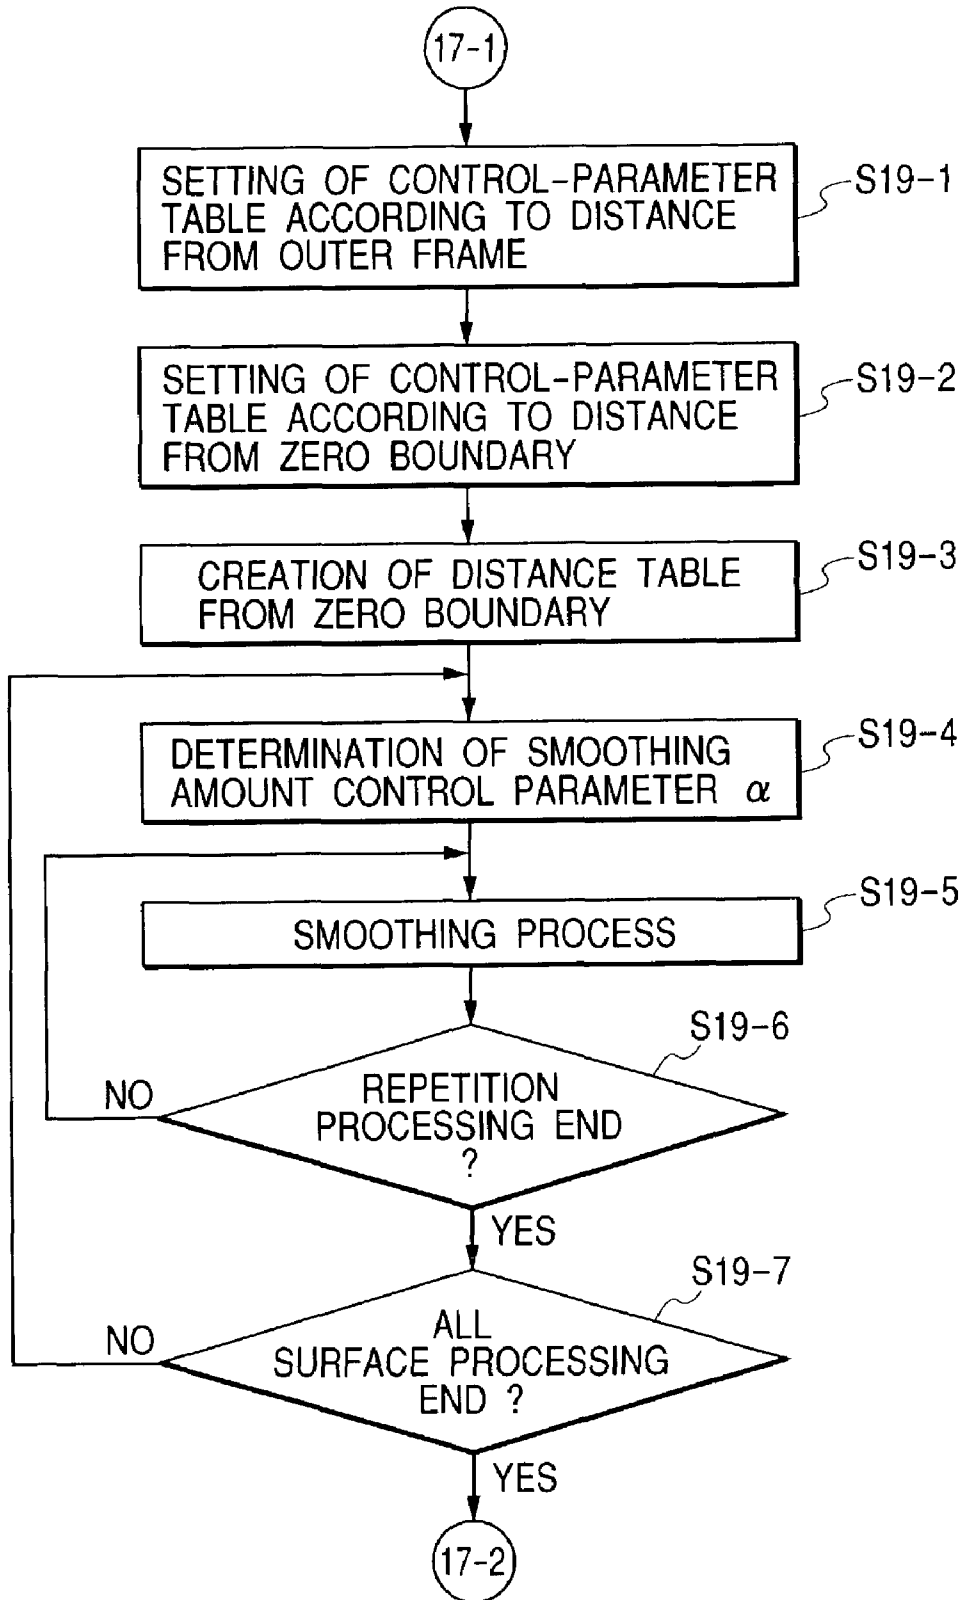 17-1
SETTING OF CONTROL-PARAMETER
TABLE ACCORDING TO DISTANCE
FROM OUTER FRAME
S19-1
SETTING OF CONTROL-PARAMETER
TABLE ACCORDING TO DISTANCE
FROM ZERO BOUNDARY
S19-2
CREATION OF DISTANCE TABLE
FROM ZERO BOUNDARY
S19-3
DETERMINATION OF SMOOTHING
AMOUNT CONTROL PARAMETER α
S19-4
SMOOTHING PROCESS
S19-5
S19-6
REPETITION
PROCESSING END
?
NO
YES
S19-7
ALL
SURFACE PROCESSING
END ?
NO
YES
17-2